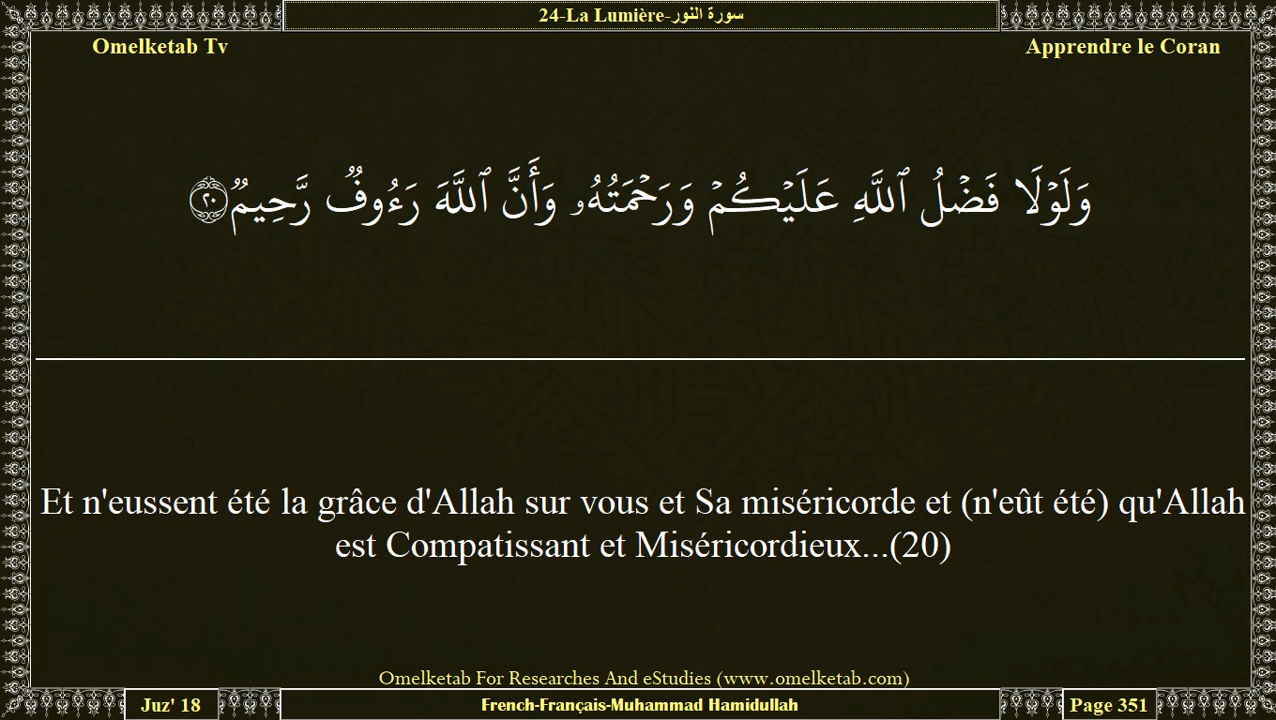 24-La Lumière-سورة النور
Omelketab Tv
Apprendre le Coran
وَلَوۡلَا فَضۡلُ ٱللَّهِ عَلَيۡكُمۡ وَرَحۡمَتُهُۥ وَأَنَّ ٱللَّهَ رَءُوفٞ رَّحِيمٞ ٢٠
Et n'eussent été la grâce d'Allah sur vous et Sa miséricorde et (n'eût été) qu'Allah
est Compatissant et Miséricordieux...(20)
Omelketab For Researches And eStudies (www.omelketab.com)
Juz' 18
French-Français-Muhammad Hamidullah
Page 351